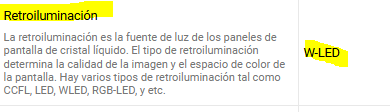 Retroiluminación
La retroiluminación es la fuente de luz de los paneles de
pantalla de cristal líquido. El tipo de retroiluminación
determina la calidad de la imagen y el espacio de color de
la pantalla. Hay varios tipos de retroiluminación tal como
CCFL, LED, WLED, RGB-LED, y etc.
W-LED